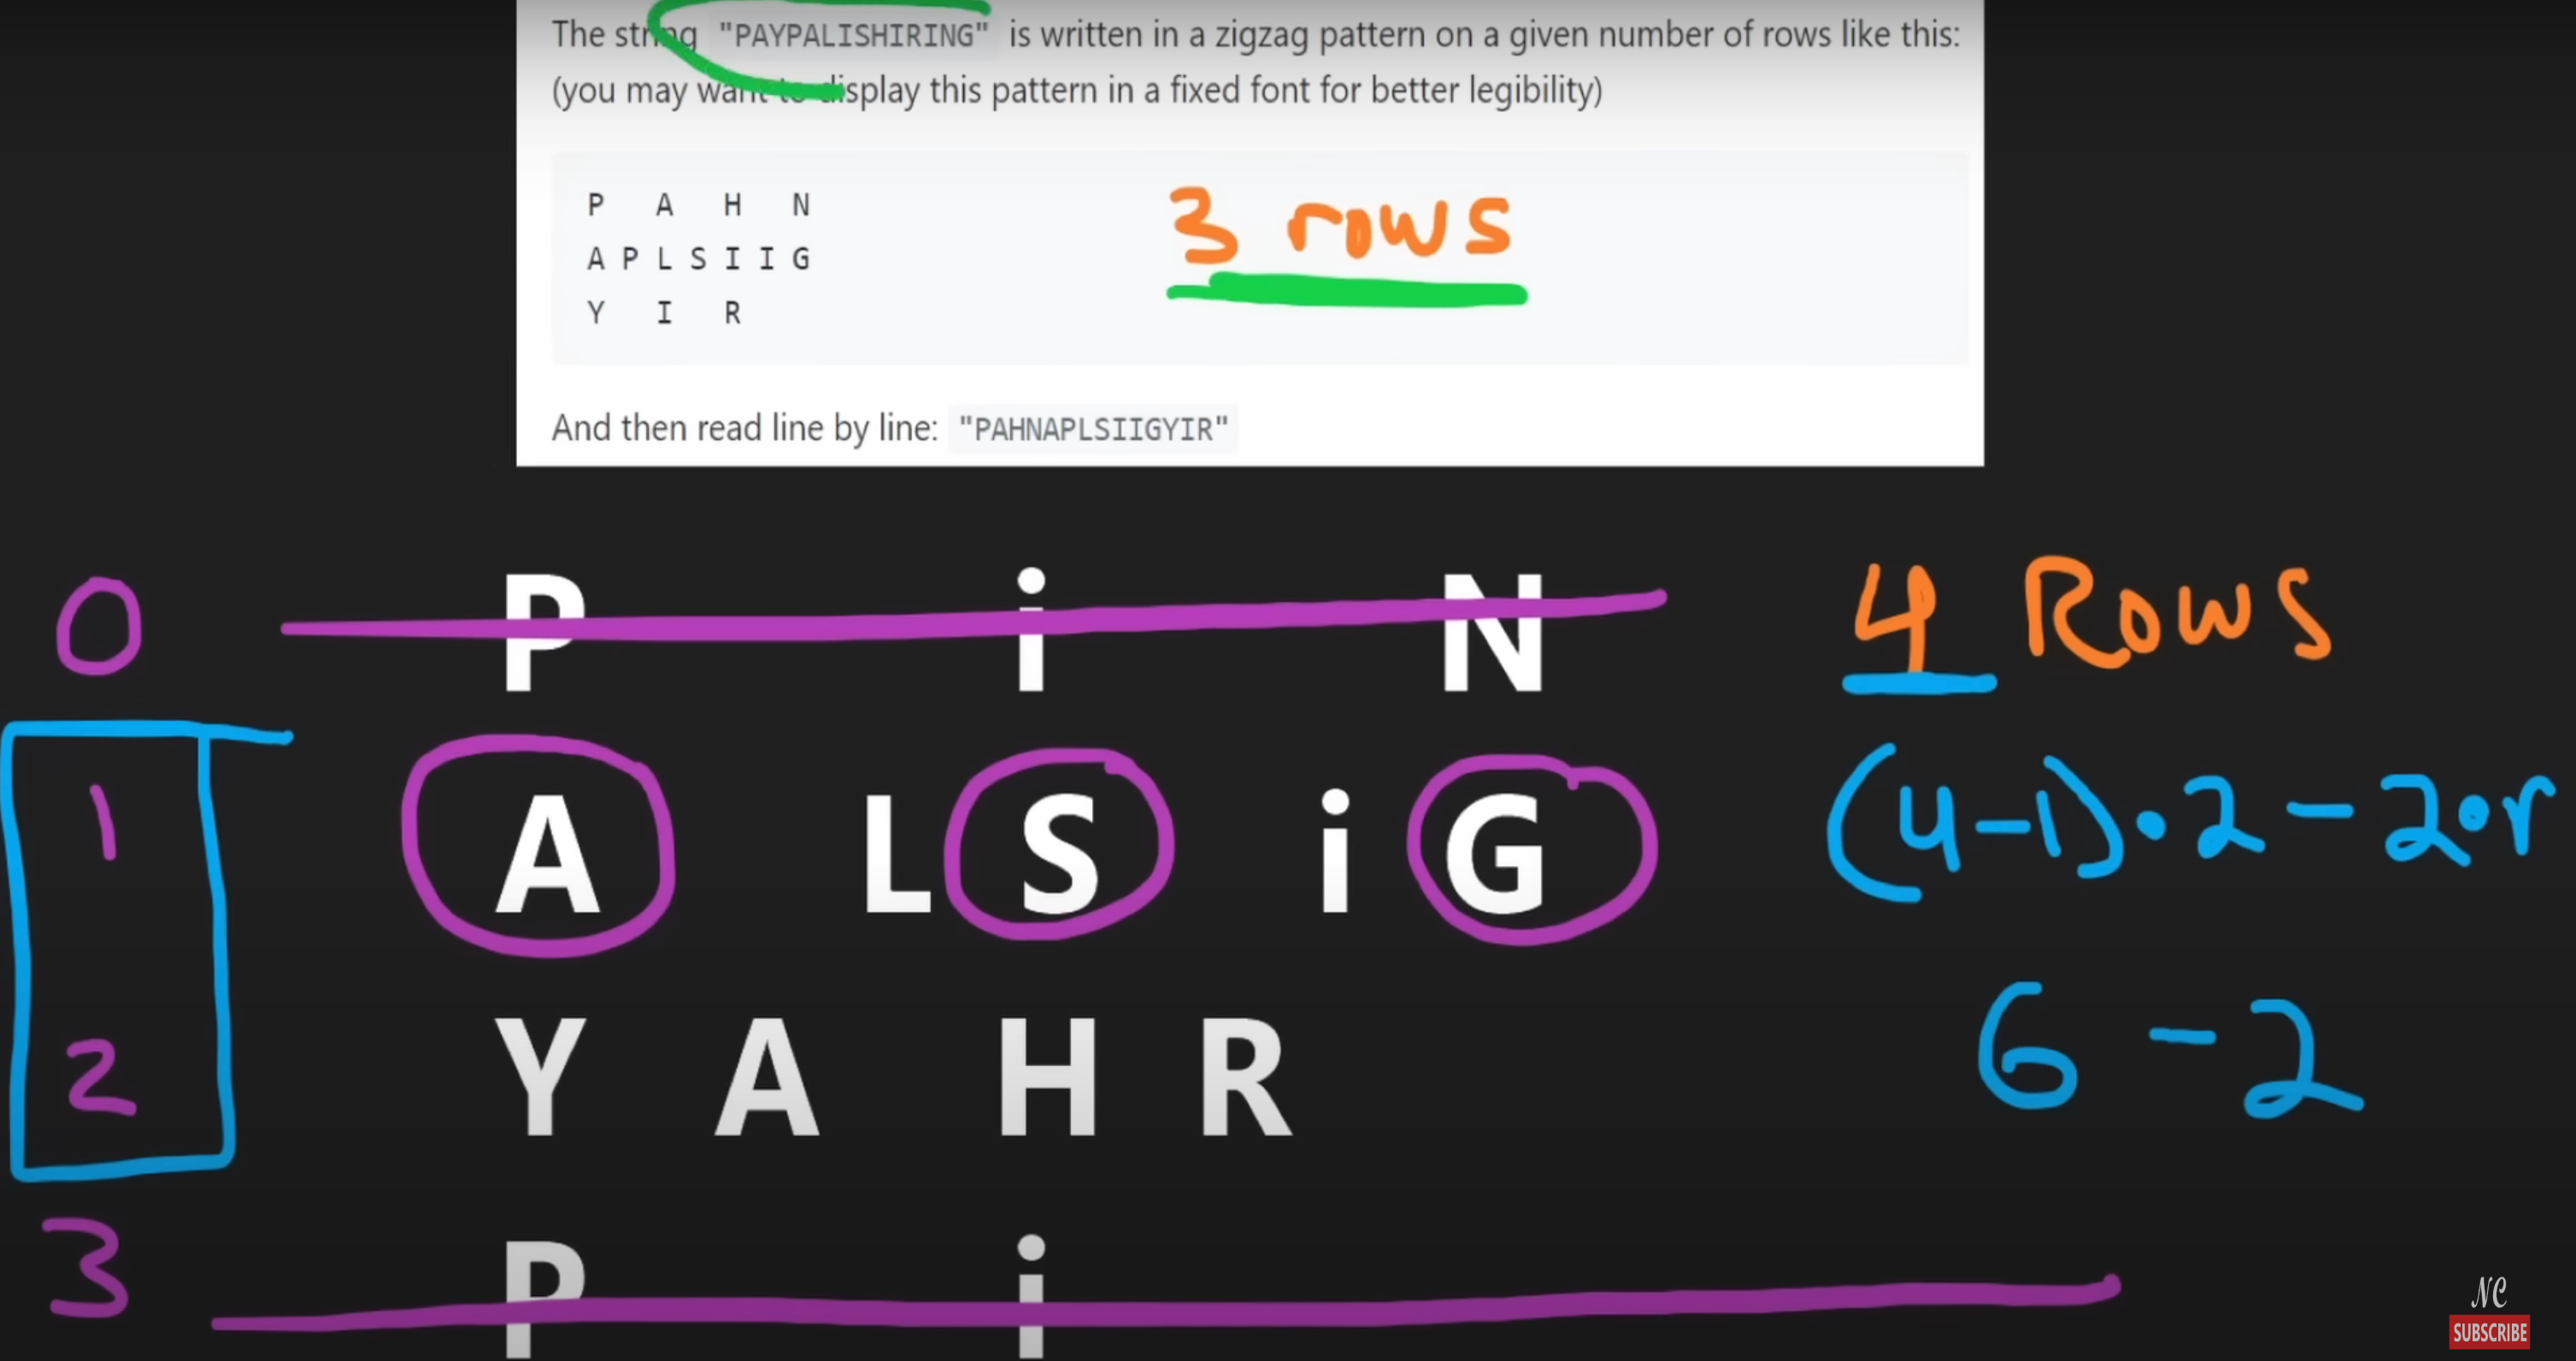 The string "PAYPALISHIRING" is written in a zigzag pattern on a given number of rows like this:
(you may want to display this pattern in a fixed font for better legibility)
P A H N
A P L S I I G
Y I R
3 rows
And then read line by line: "PAHNAPLSIIGYIR"
0 P i N 4 Rows
1 A L S i G (4-1)·2-2·r
2 Y A H R 6-2
3 P i
NC
SUBSCRIBE